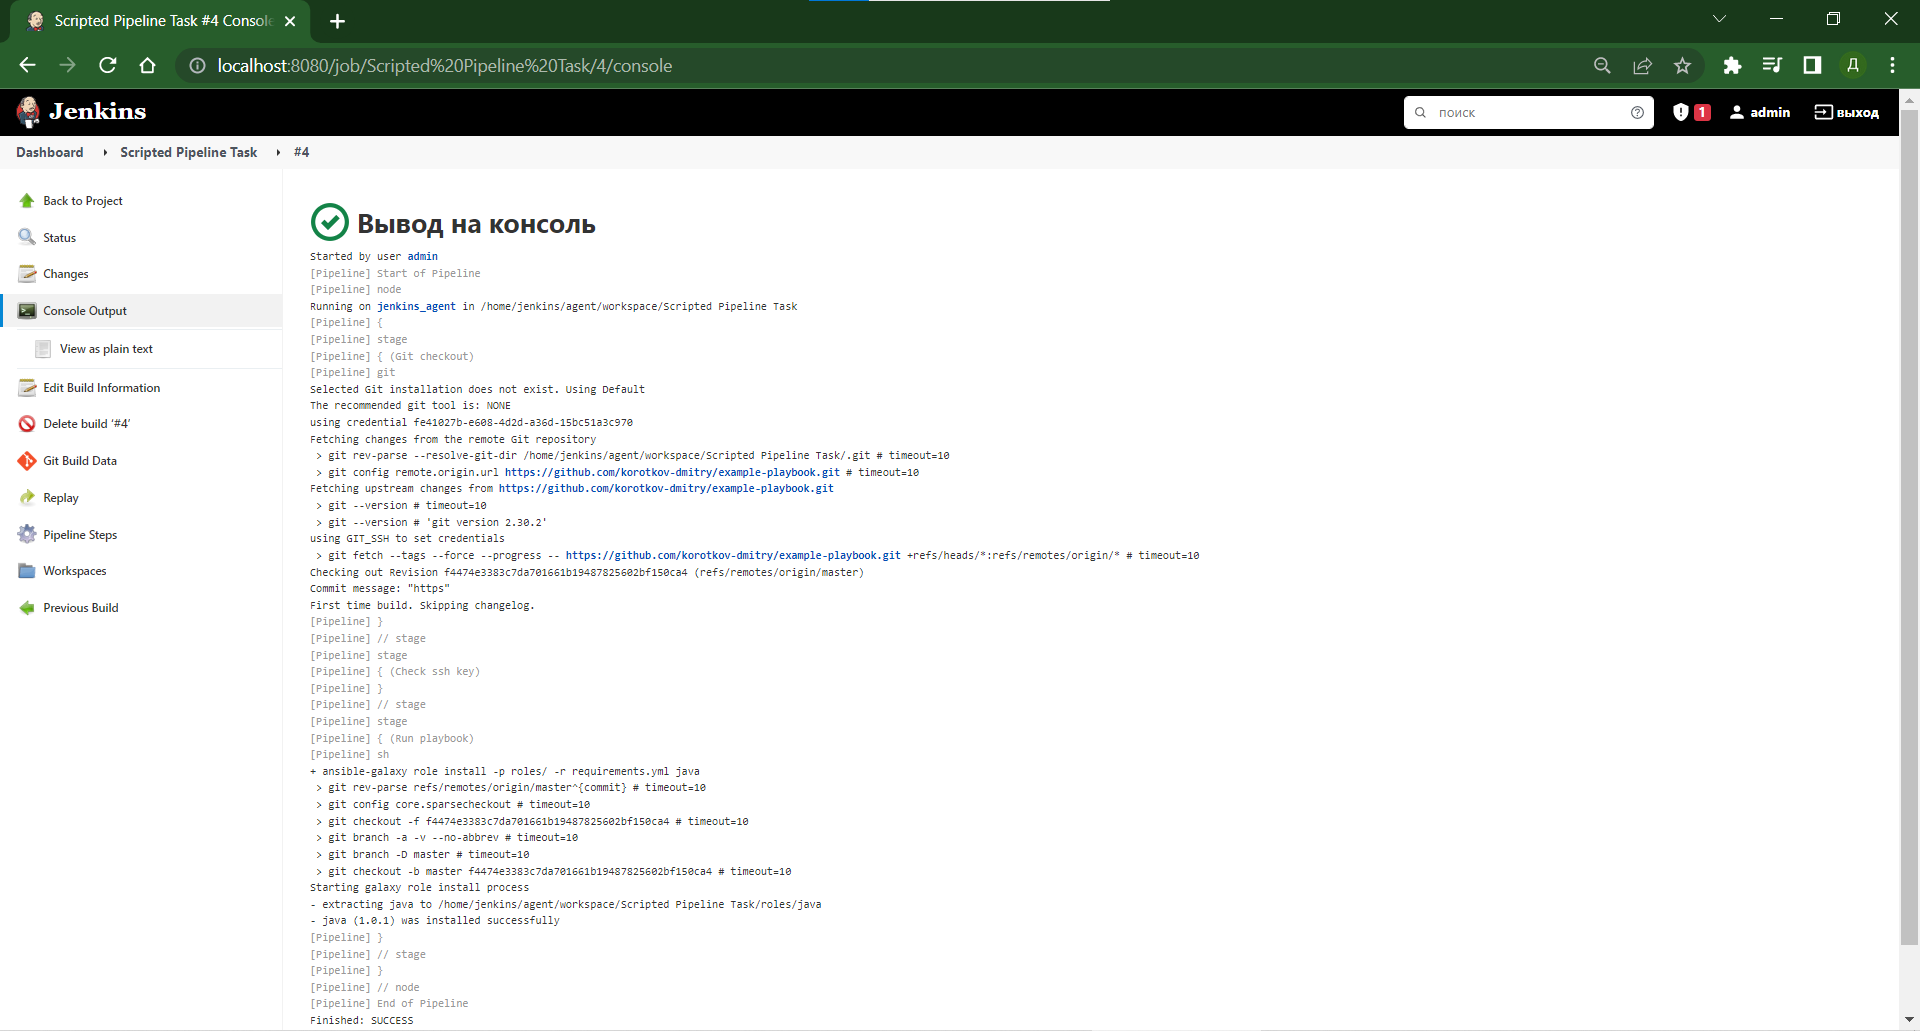 Scripted Pipeline Task #4 Console
localhost:8080/job/Scripted%20Pipeline%20Task/4/console
Д
Jenkins
поиск
1
admin
выход
Dashboard
Scripted Pipeline Task
#4
Back to Project
Status
Changes
Console Output
View as plain text
Edit Build Information
Delete build ‘#4’
Git Build Data
Replay
Pipeline Steps
Workspaces
Previous Build
Вывод на консоль
Started by user admin
[Pipeline] Start of Pipeline
[Pipeline] node
Running on jenkins_agent in /home/jenkins/agent/workspace/Scripted Pipeline Task
[Pipeline] {
[Pipeline] stage
[Pipeline] { (Git checkout)
[Pipeline] git
Selected Git installation does not exist. Using Default
The recommended git tool is: NONE
using credential fe41027b-e608-4d2d-a36d-15bc51a3c970
Fetching changes from the remote Git repository
> git rev-parse --resolve-git-dir /home/jenkins/agent/workspace/Scripted Pipeline Task/.git # timeout=10
> git config remote.origin.url https://github.com/korotkov-dmitry/example-playbook.git # timeout=10
Fetching upstream changes from https://github.com/korotkov-dmitry/example-playbook.git
> git --version # timeout=10
> git --version # 'git version 2.30.2'
using GIT_SSH to set credentials
> git fetch --tags --force --progress -- https://github.com/korotkov-dmitry/example-playbook.git +refs/heads/*:refs/remotes/origin/* # timeout=10
Checking out Revision f4474e3383c7da701661b19487825602bf150ca4 (refs/remotes/origin/master)
Commit message: "https"
First time build. Skipping changelog.
[Pipeline] }
[Pipeline] // stage
[Pipeline] stage
[Pipeline] { (Check ssh key)
[Pipeline] }
[Pipeline] // stage
[Pipeline] stage
[Pipeline] { (Run playbook)
[Pipeline] sh
+ ansible-galaxy role install -p roles/ -r requirements.yml java
> git rev-parse refs/remotes/origin/master^{commit} # timeout=10
> git config core.sparsecheckout # timeout=10
> git checkout -f f4474e3383c7da701661b19487825602bf150ca4 # timeout=10
> git branch -a -v --no-abbrev # timeout=10
> git branch -D master # timeout=10
> git checkout -b master f4474e3383c7da701661b19487825602bf150ca4 # timeout=10
Starting galaxy role install process
- extracting java to /home/jenkins/agent/workspace/Scripted Pipeline Task/roles/java
- java (1.0.1) was installed successfully
[Pipeline] }
[Pipeline] // stage
[Pipeline] }
[Pipeline] // node
[Pipeline] End of Pipeline
Finished: SUCCESS